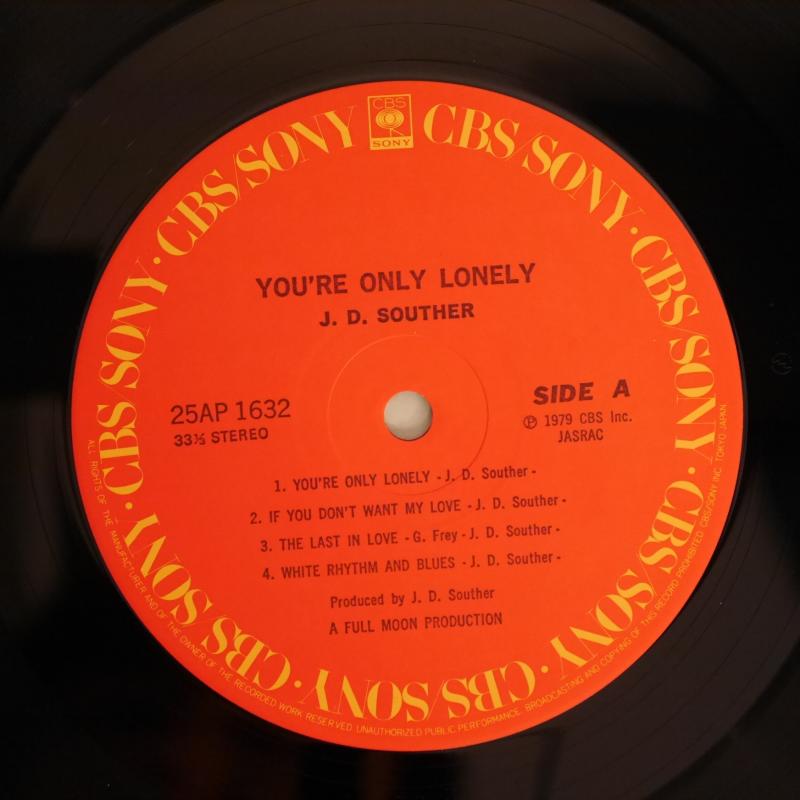 CBS
SONY
CBS/SONY · CBS/SONY · CBS/SONY · CBS/SONY · CBS/SONY · CBS/SONY · CBS/SONY · CBS/SONY
YOU'RE ONLY LONELY
J. D. SOUTHER
25AP 1632
33⅓ STEREO
SIDE A
Ⓟ 1979 CBS Inc.
JASRAC
1. YOU'RE ONLY LONELY - J. D. Souther -
2. IF YOU DON'T WANT MY LOVE - J. D. Souther -
3. THE LAST IN LOVE - G. Frey - J. D. Souther -
4. WHITE RHYTHM AND BLUES - J. D. Souther -
Produced by J. D. Souther
A FULL MOON PRODUCTION
ALL RIGHTS OF THE MANUFACTURER AND OF THE OWNER OF THE RECORDED WORK RESERVED. UNAUTHORIZED PUBLIC PERFORMANCE. BROADCASTING AND COPYING OF THIS RECORD PROHIBITED CBS/SONY INC. TOKYO JAPAN